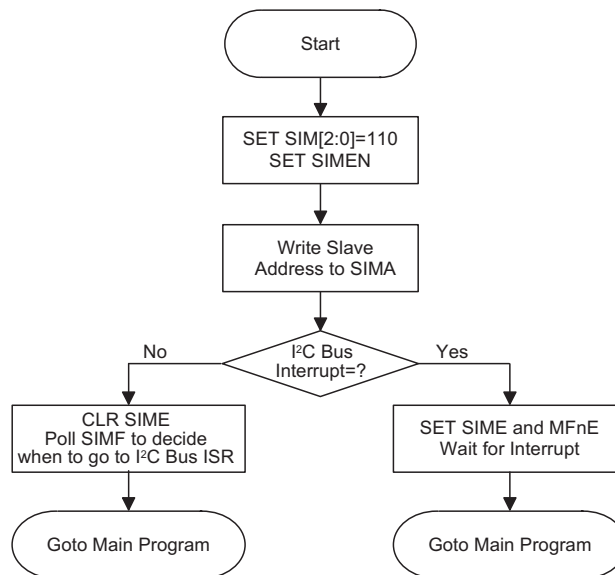 Start
SET SIM[2:0]=110
SET SIMEN
Write Slave
Address to SIMA
I²C Bus
Interrupt=?
No
Yes
CLR SIME
Poll SIMF to decide
when to go to I²C Bus ISR
SET SIME and MFnE
Wait for Interrupt
Goto Main Program
Goto Main Program